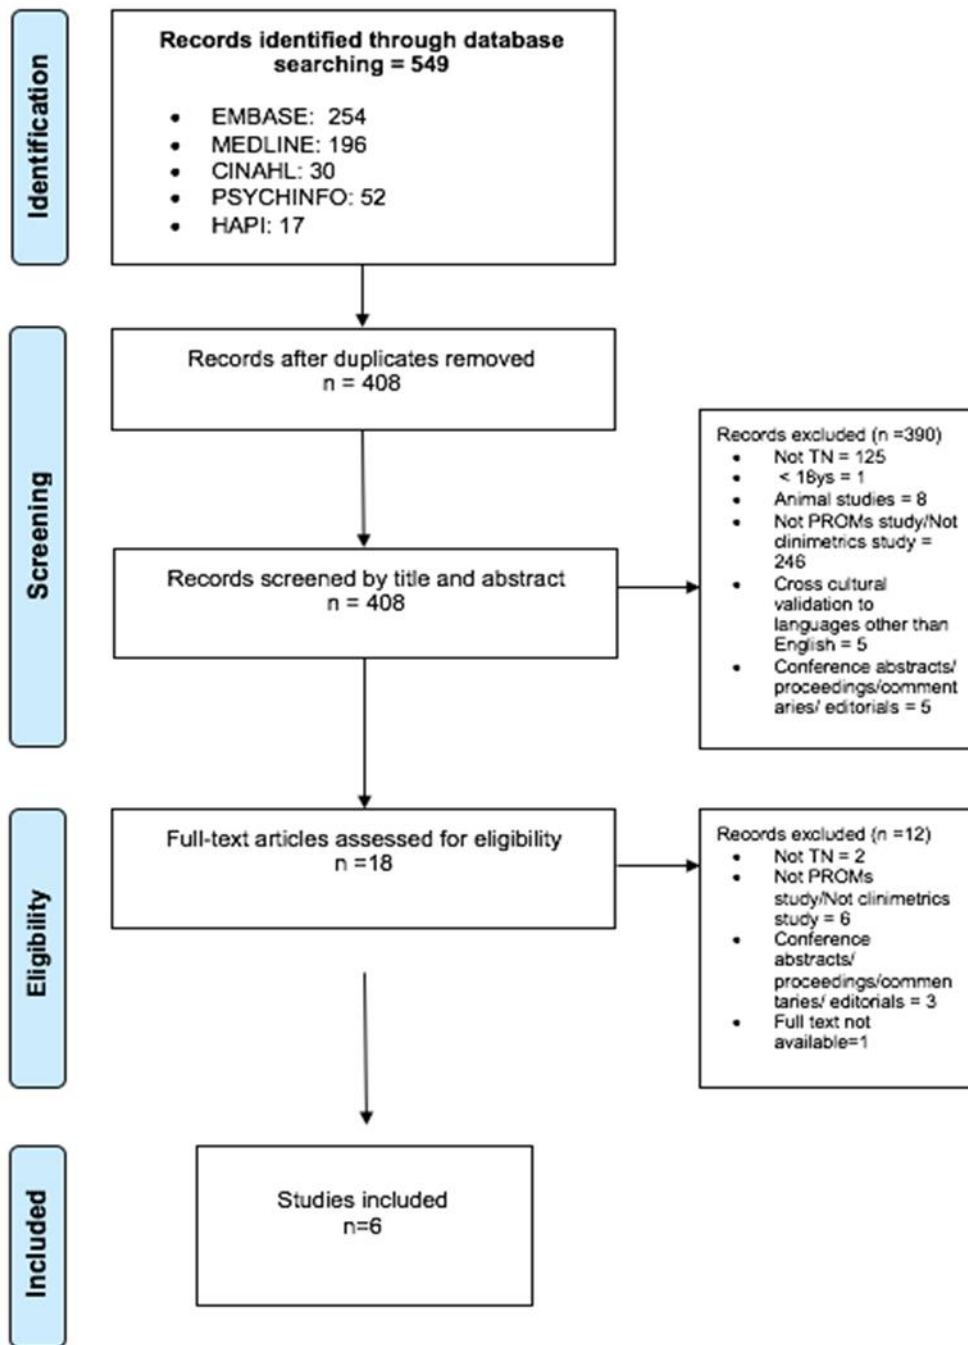 Identification
Records identified through database
searching = 549
• EMBASE: 254
• MEDLINE: 196
• CINAHL: 30
• PSYCHINFO: 52
• HAPI: 17
Screening
Records after duplicates removed
n = 408
Records screened by title and abstract
n = 408
Records excluded (n =390)
• Not TN = 125
• < 18ys = 1
• Animal studies = 8
• Not PROMs study/Not
clinimetrics study =
246
• Cross cultural
validation to
languages other than
English = 5
• Conference abstracts/
proceedings/comment
aries/ editorials = 5
Eligibility
Full-text articles assessed for eligibility
n =18
Records excluded (n =12)
• Not TN = 2
• Not PROMs
study/Not clinimetrics
study = 6
• Conference
abstracts/
proceedings/commen
taries/ editorials = 3
• Full text not
available=1
Included
Studies included
n=6